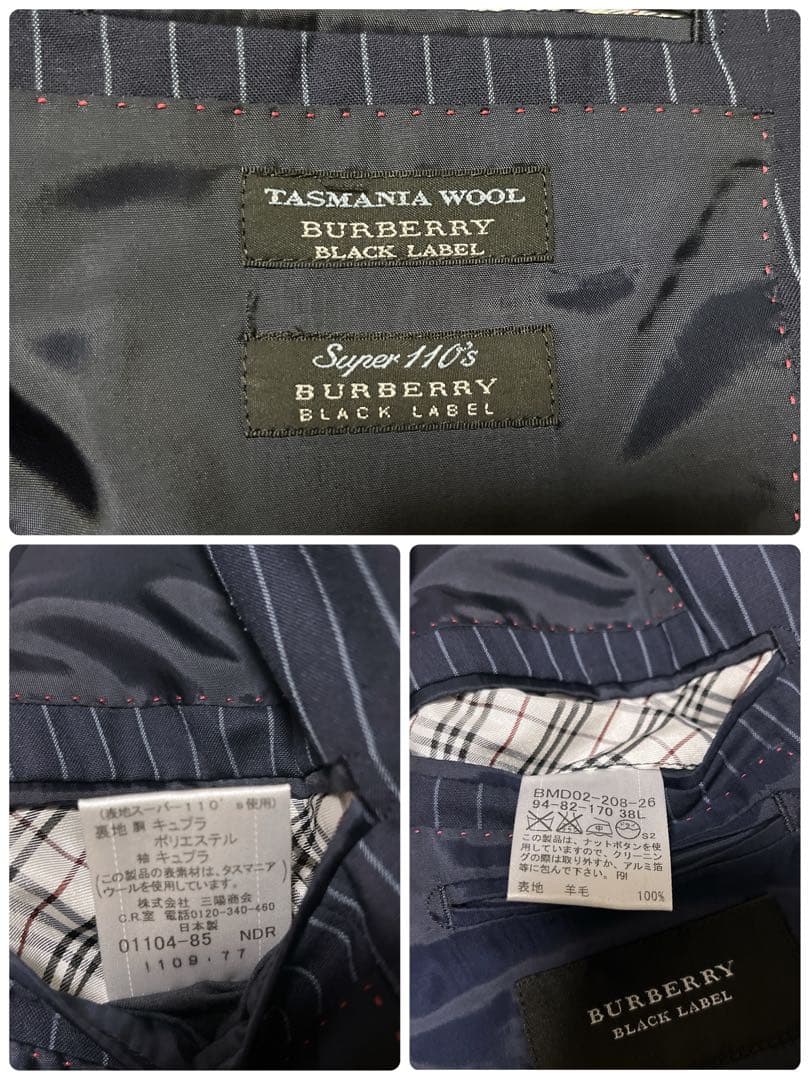 TASMANIA WOOL
BURBERRY
BLACK LABEL
Super 110's
BURBERRY
BLACK LABEL
(表地スーパー110's使用)
裏地 胴 キュプラ
ポリエステル
袖 キュプラ
(この製品の表素材は、タスマニア
ウールを使用しています。)
株式会社 三陽商会
C.R.室 電話0120-340-460
日本製
01104-85 NDR
1109.77
BMD02-208-26
94-82-170 38L
S2
この製品は、ナットボタンを使
用していますので、クリーニン
グの際は取り外すか、アルミ箔
等に包んで下さい。F91
表地 羊毛 100%
BURBERRY
BLACK LABEL